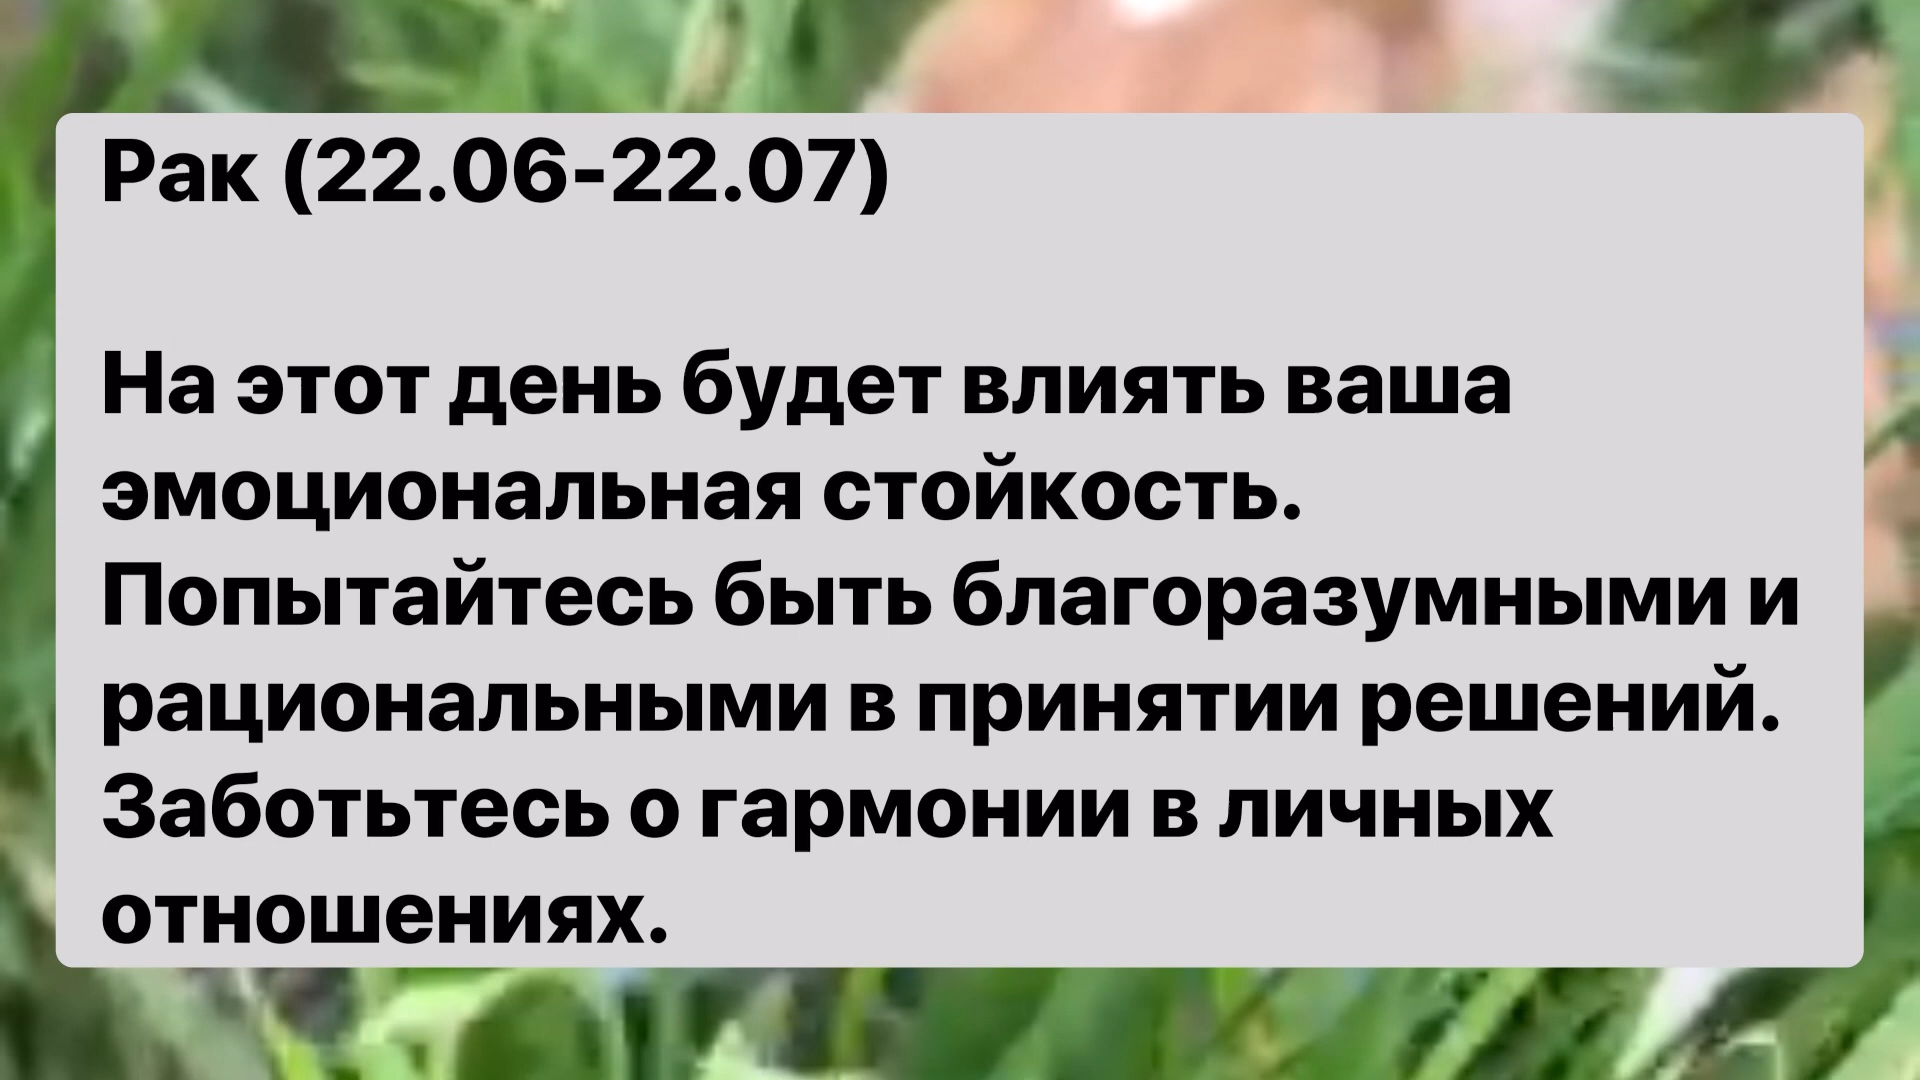 Рак (22.06-22.07)
На этот день будет влиять ваша
эмоциональная стойкость.
Попытайтесь быть благоразумными и
рациональными в принятии решений.
Заботьтесь о гармонии в личных
отношениях.